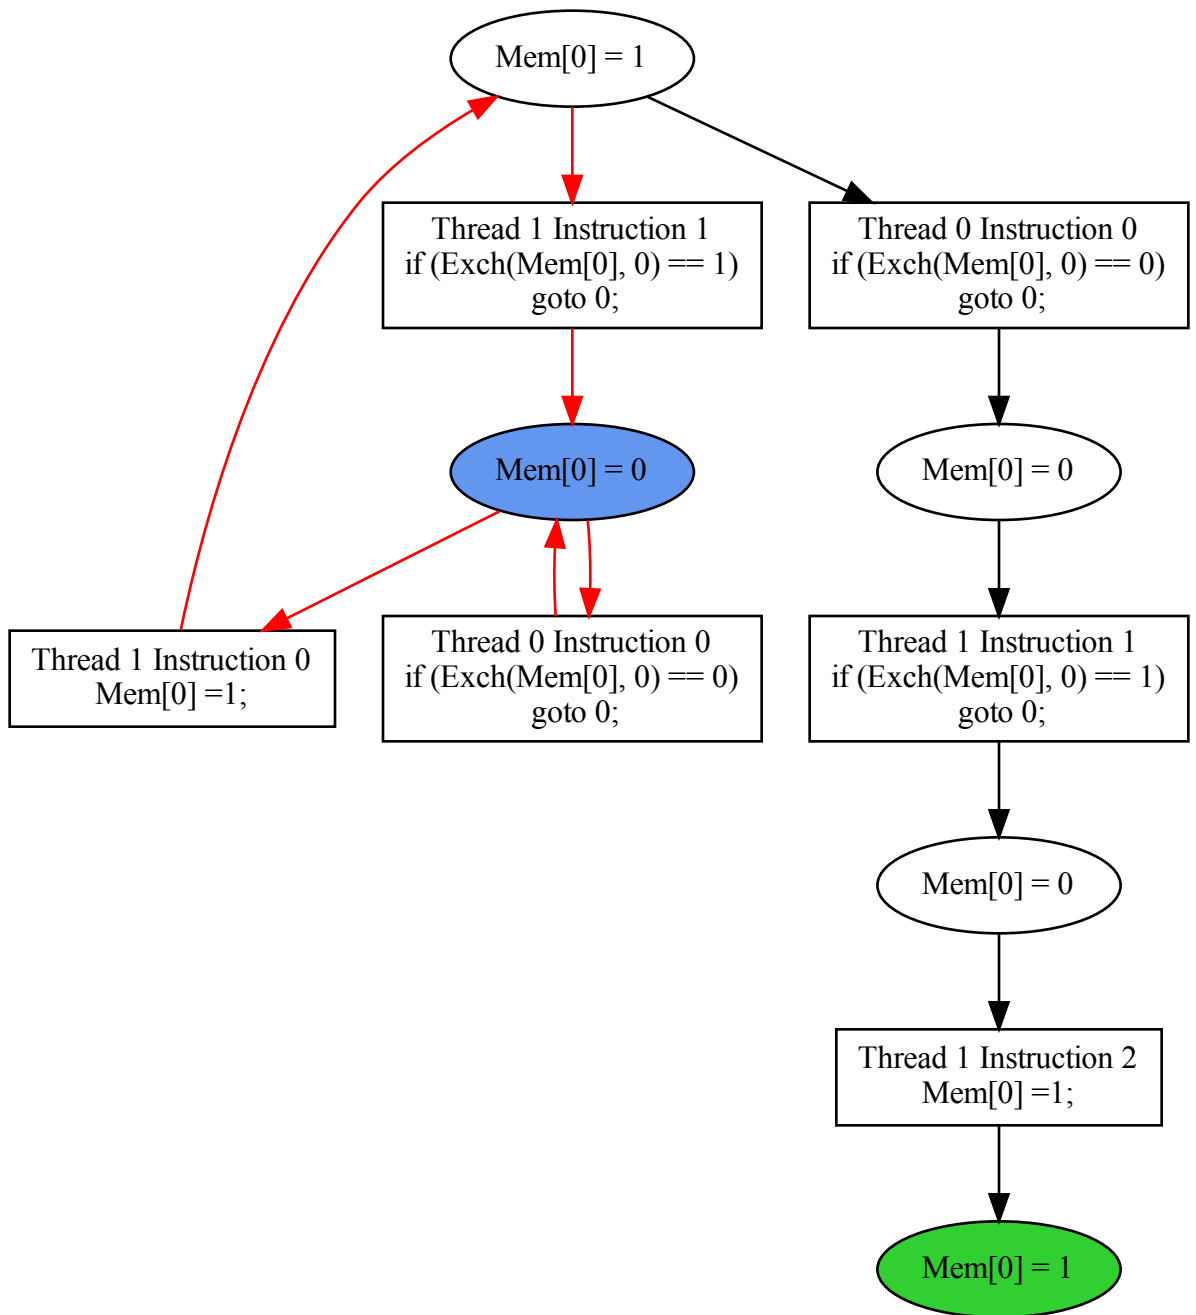 Mem[0] = 1
Thread 1 Instruction 1
if (Exch(Mem[0], 0) == 1)
goto 0;
Thread 0 Instruction 0
if (Exch(Mem[0], 0) == 0)
goto 0;
Mem[0] = 0
Mem[0] = 0
Thread 1 Instruction 0
Mem[0] =1;
Thread 0 Instruction 0
if (Exch(Mem[0], 0) == 0)
goto 0;
Thread 1 Instruction 1
if (Exch(Mem[0], 0) == 1)
goto 0;
Mem[0] = 0
Thread 1 Instruction 2
Mem[0] =1;
Mem[0] = 1